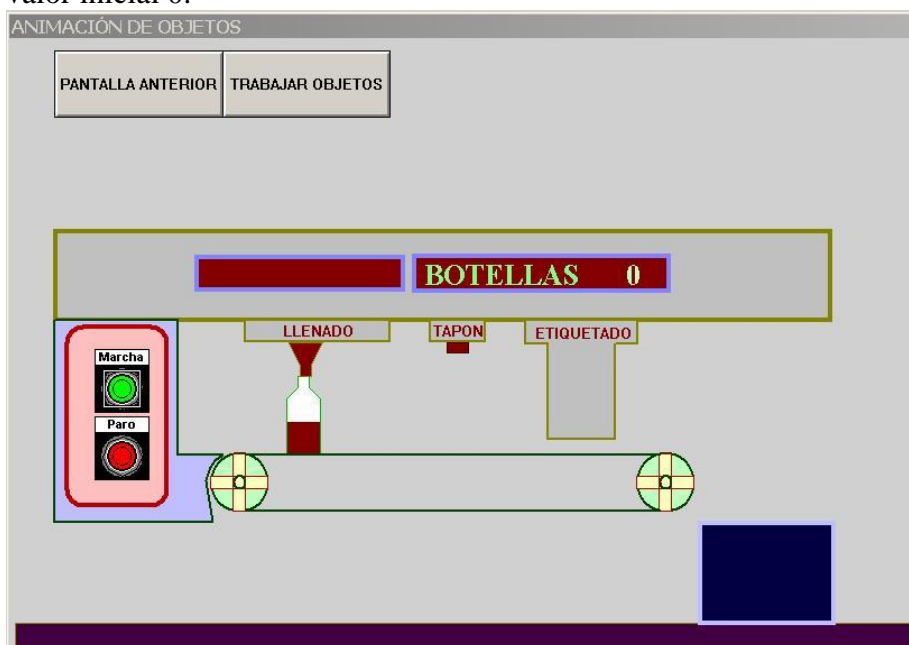 valor inicial 0.
ANIMACIÓN DE OBJETOS
PANTALLA ANTERIOR TRABAJAR OBJETOS
BOTELLAS 0
LLENADO TAPON ETIQUETADO
Marcha
Paro